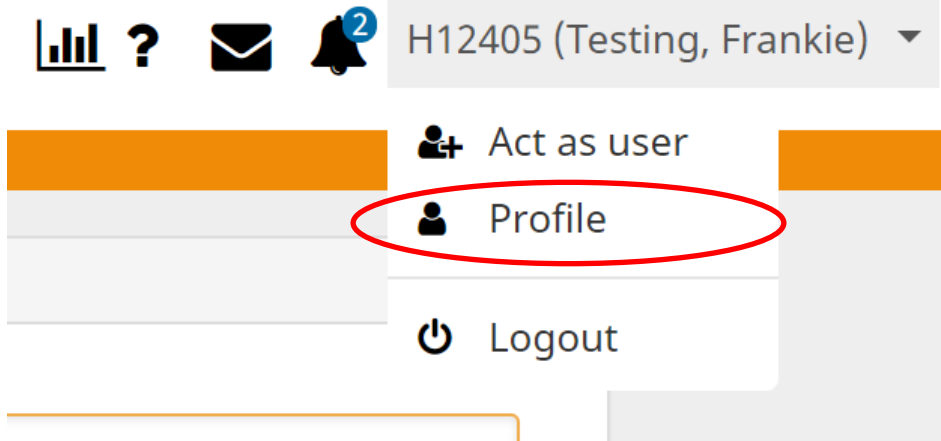 ? 2 H12405 (Testing, Frankie)
Act as user
Profile
Logout